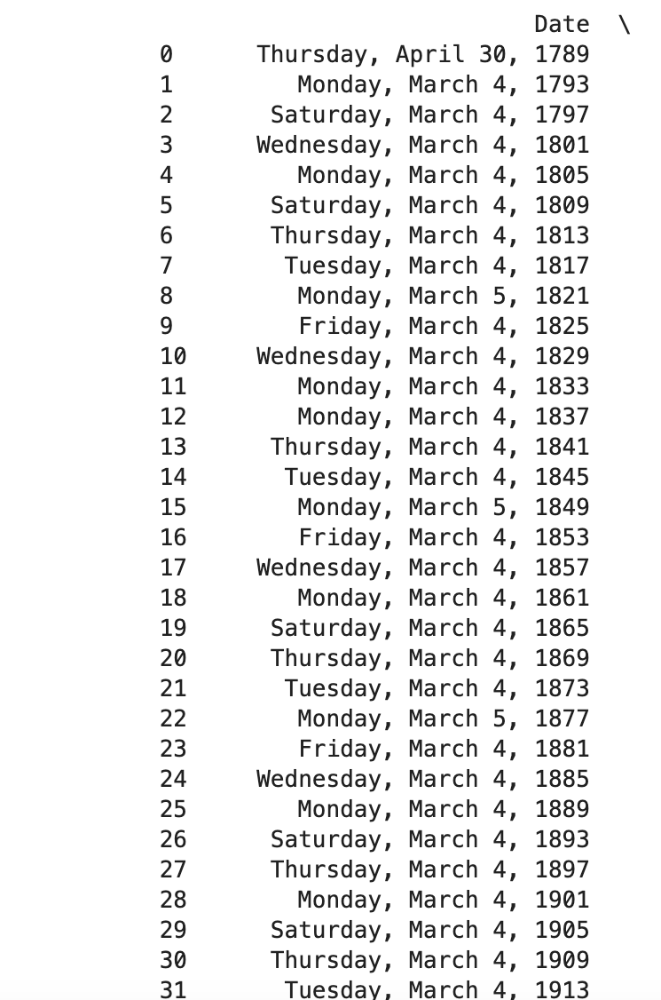 Date \
0 Thursday, April 30, 1789
1 Monday, March 4, 1793
2 Saturday, March 4, 1797
3 Wednesday, March 4, 1801
4 Monday, March 4, 1805
5 Saturday, March 4, 1809
6 Thursday, March 4, 1813
7 Tuesday, March 4, 1817
8 Monday, March 5, 1821
9 Friday, March 4, 1825
10 Wednesday, March 4, 1829
11 Monday, March 4, 1833
12 Monday, March 4, 1837
13 Thursday, March 4, 1841
14 Tuesday, March 4, 1845
15 Monday, March 5, 1849
16 Friday, March 4, 1853
17 Wednesday, March 4, 1857
18 Monday, March 4, 1861
19 Saturday, March 4, 1865
20 Thursday, March 4, 1869
21 Tuesday, March 4, 1873
22 Monday, March 5, 1877
23 Friday, March 4, 1881
24 Wednesday, March 4, 1885
25 Monday, March 4, 1889
26 Saturday, March 4, 1893
27 Thursday, March 4, 1897
28 Monday, March 4, 1901
29 Saturday, March 4, 1905
30 Thursday, March 4, 1909
31 Tuesday, March 4, 1913